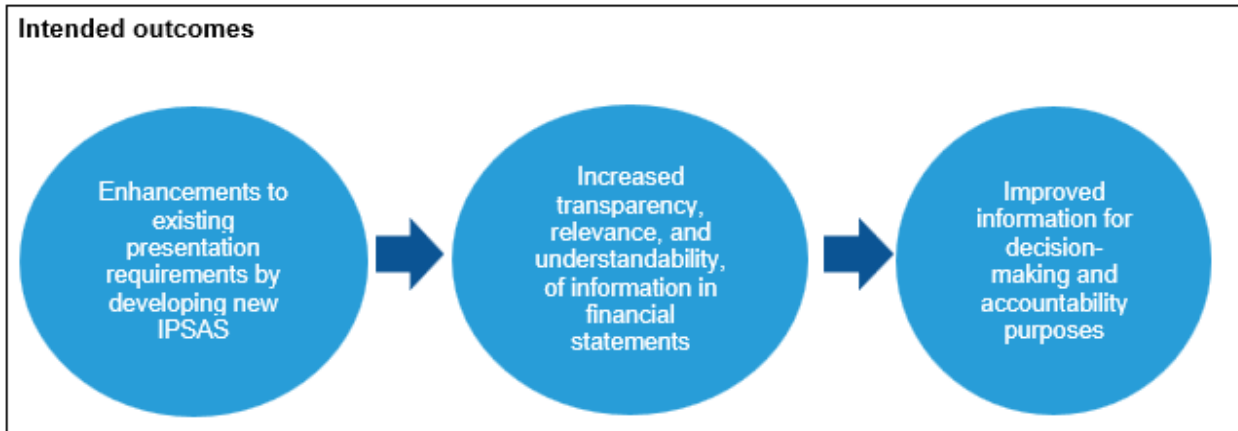 Intended outcomes
Enhancements to
existing
presentation
requirements by
developing new
IPSAS
Increased
transparency,
relevance, and
understandability,
of information in
financial
statements
Improved
information for
decision-
making and
accountability
purposes